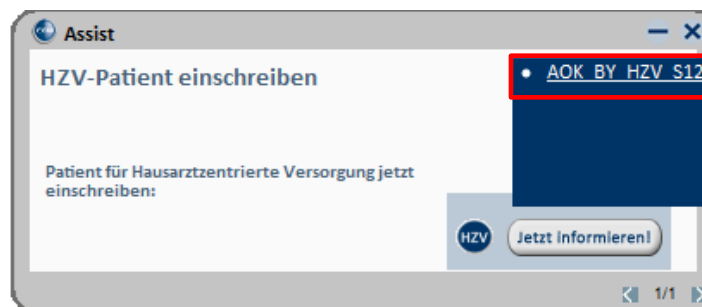 Assist
HZV-Patient einschreiben
AOK_BY_HZV_S12
Patient für Hausarztzentrierte Versorgung jetzt
einschreiben:
HZV
Jetzt informieren!
1/1